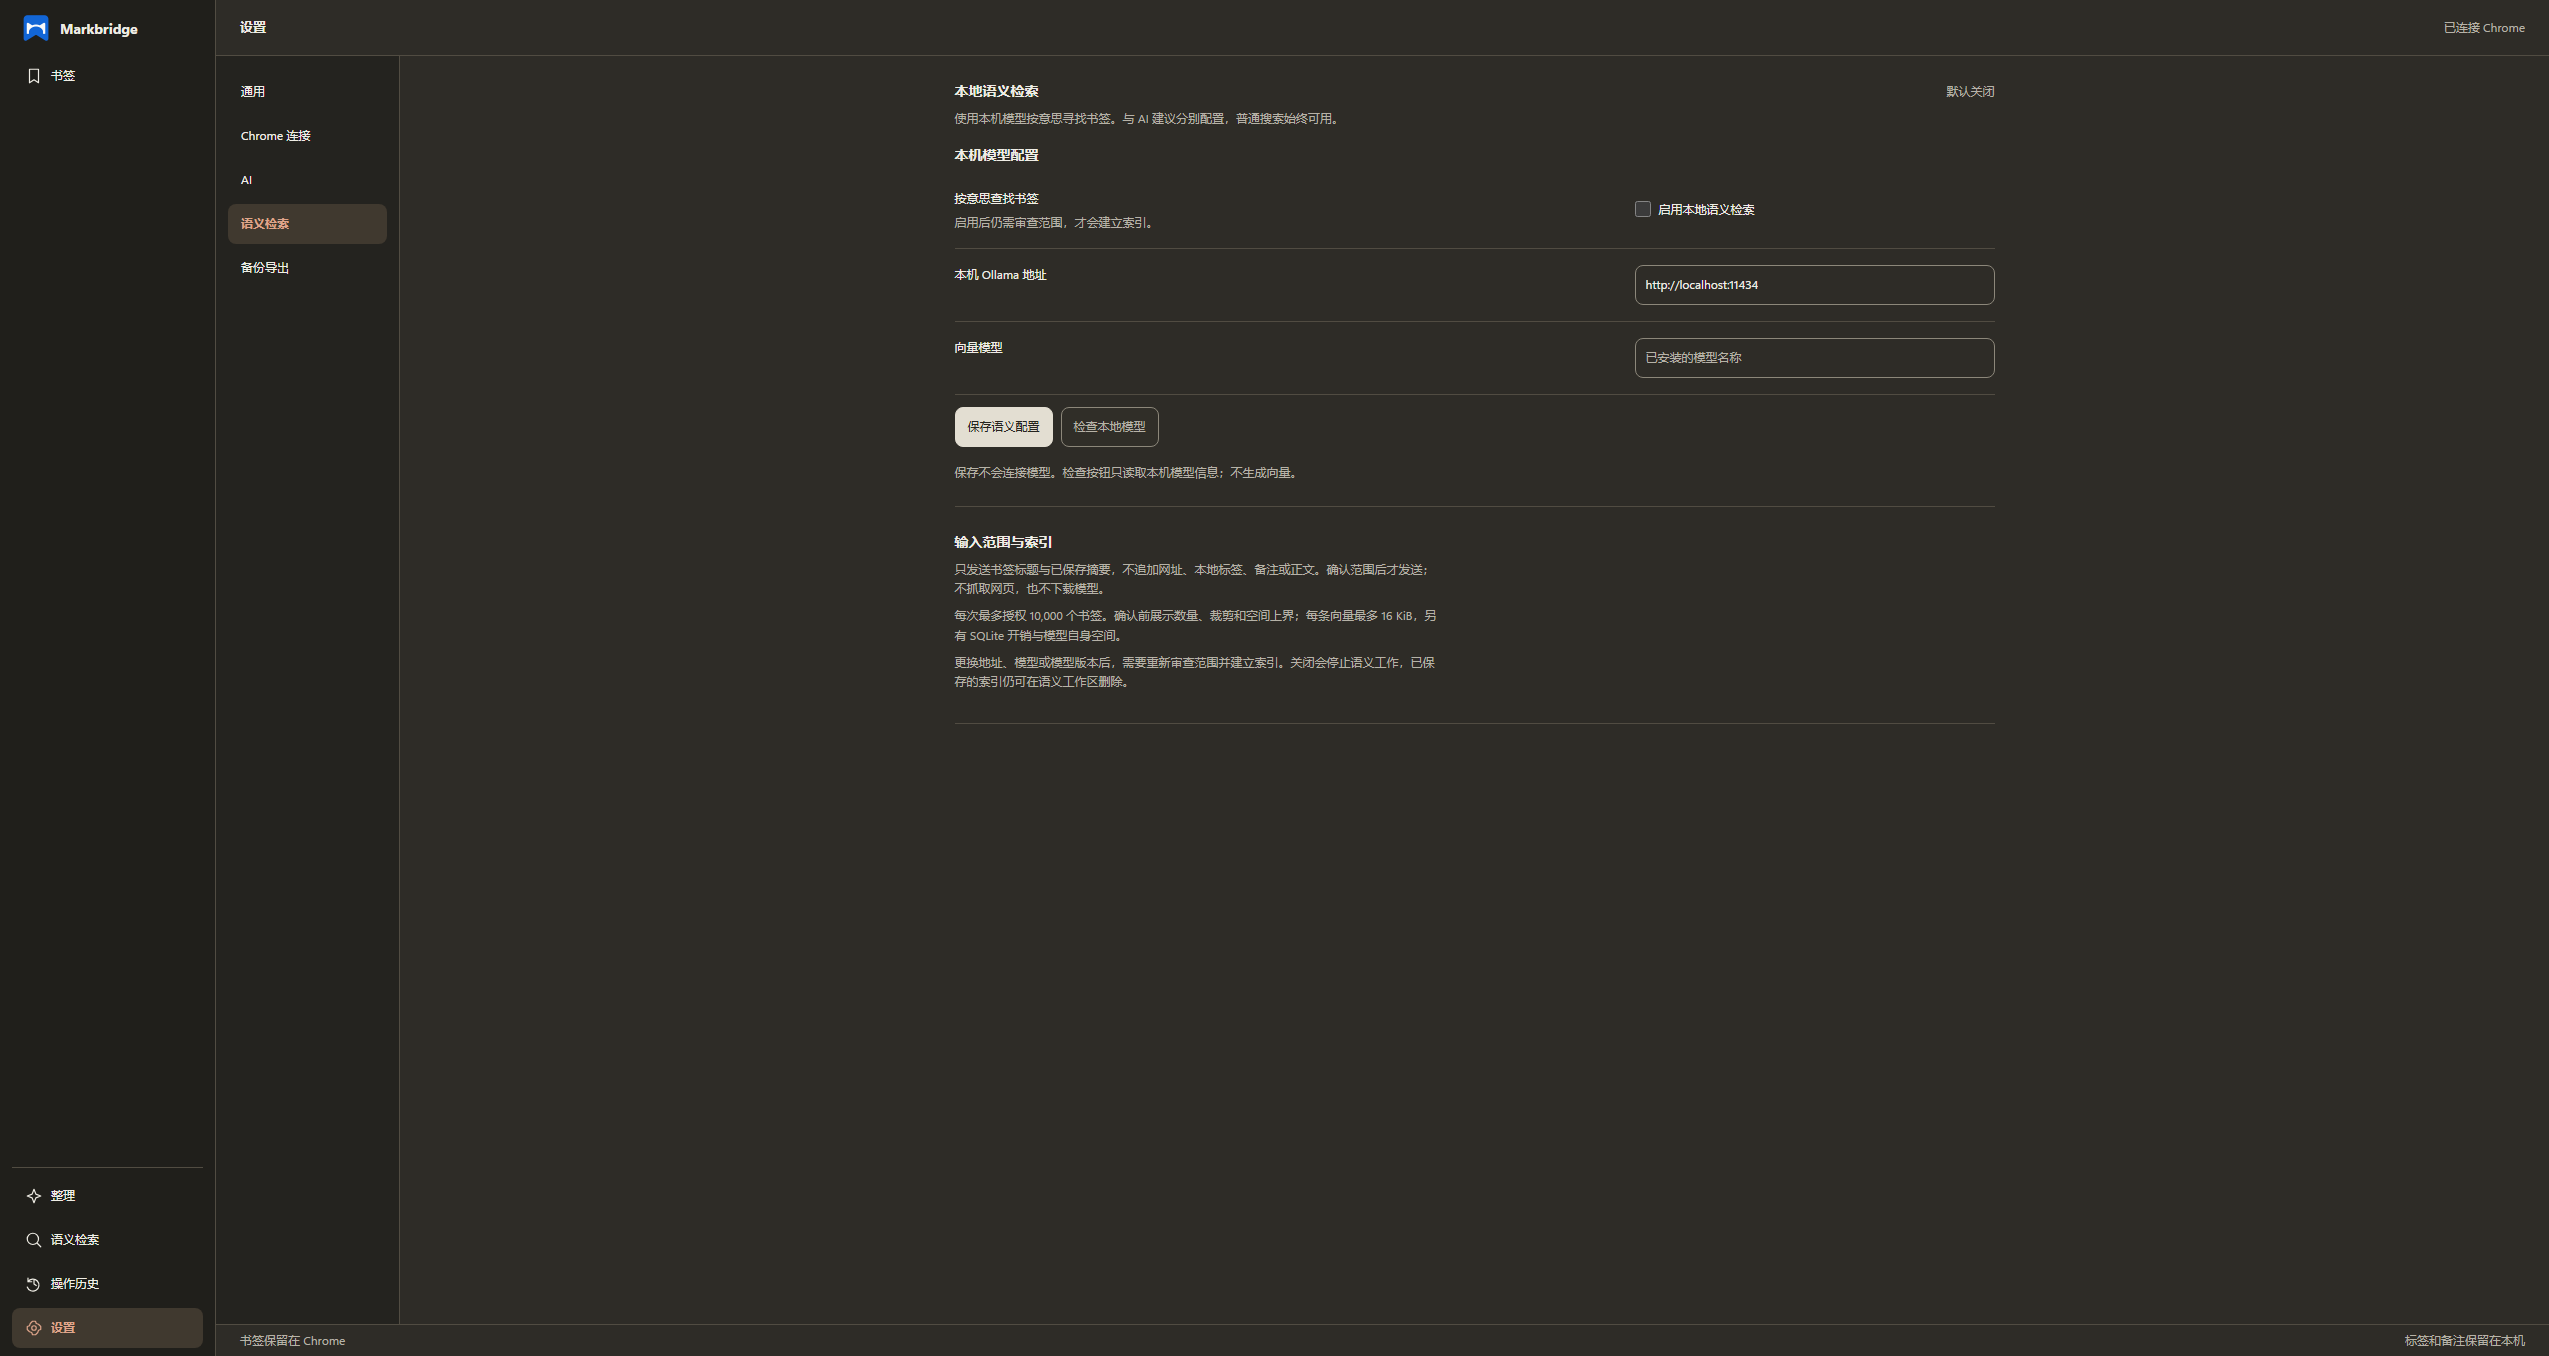 Markbridge
书签
整理
语义检索
操作历史
设置
设置
已连接 Chrome
通用
Chrome 连接
AI
语义检索
备份导出
本地语义检索
默认关闭
使用本机模型按意思寻找书签。与 AI 建议分别配置，普通搜索始终可用。
本机模型配置
按意思查找书签
启用后仍需审查范围，才会建立索引。
启用本地语义检索
本机 Ollama 地址
http://localhost:11434
向量模型
已安装的模型名称
保存语义配置
检查本地模型
保存不会连接模型。检查按钮只读取本机模型信息；不生成向量。
输入范围与索引
只发送书签标题与已保存摘要，不追加网址、本地标签、备注或正文。确认范围后才发送；
不抓取网页，也不下载模型。
每次最多授权 10,000 个书签。确认前展示数量、裁剪和空间上界；每条向量最多 16 KiB，另
有 SQLite 开销与模型自身空间。
更换地址、模型或模型版本后，需要重新审查范围并建立索引。关闭会停止语义工作，已保
存的索引仍可在语义工作区删除。
书签保留在 Chrome
标签和备注保留在本机